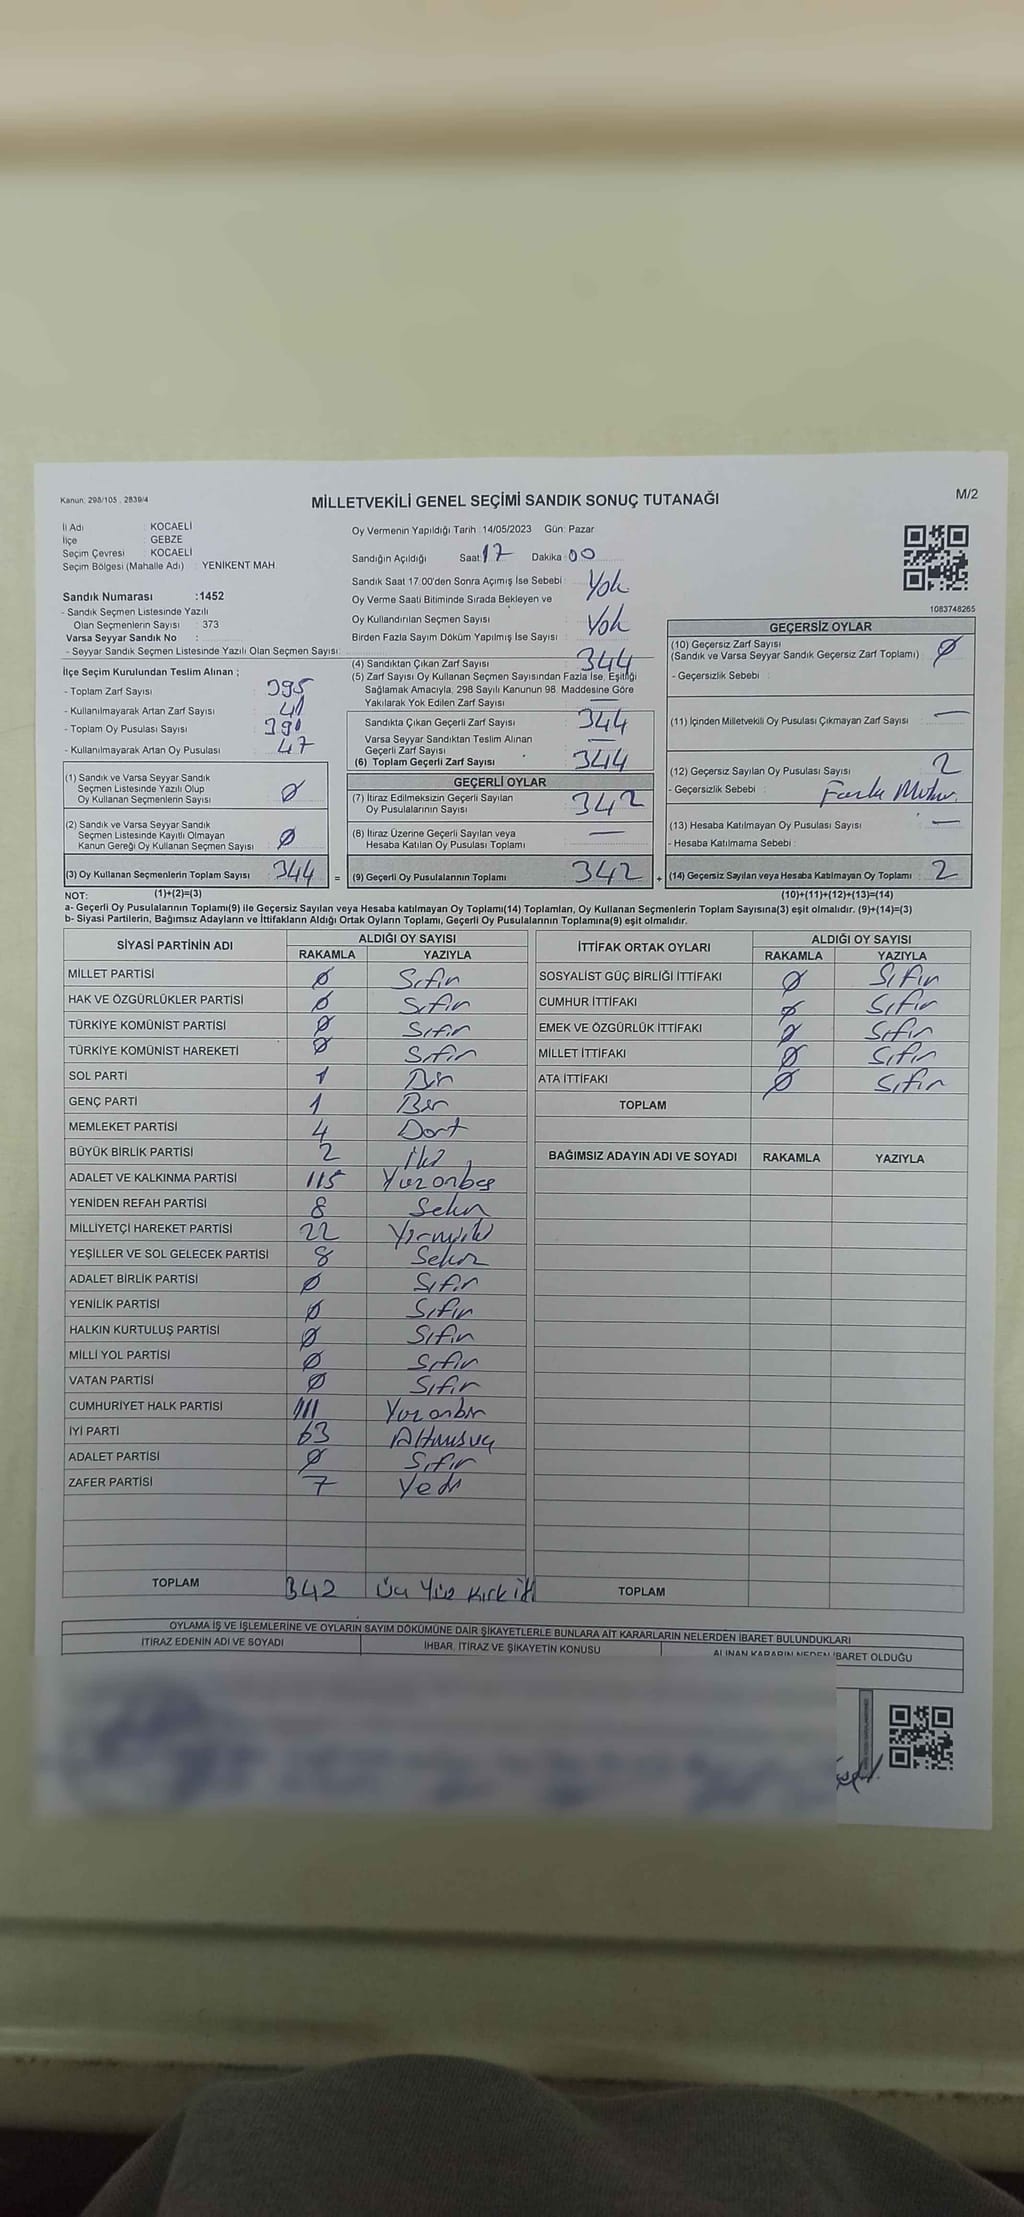 Kanun: 298/105 , 2839/4
MİLLETVEKİLİ GENEL SEÇİMİ SANDIK SONUÇ TUTANAĞI
M/2
İl Adı : KOCAELİ
İlçe : GEBZE
Seçim Çevresi : KOCAELİ
Seçim Bölgesi (Mahalle Adı) : YENİKENT MAH.
Sandık Numarası :1452
- Sandık Seçmen Listesinde Yazılı
Olan Seçmenlerin Sayısı : 373
Varsa Seyyar Sandık No :
- Seyyar Sandık Seçmen Listesinde Yazılı Olan Seçmen Sayısı:
Oy Vermenin Yapıldığı Tarih :14/05/2023 Gün: Pazar
Sandığın Açıldığı Saat:17 Dakika:00
Sandık Saat 17.00'den Sonra Açımış İse Sebebi : Yok
Oy Verme Saati Bitiminde Sırada Bekleyen ve
Oy Kullandırılan Seçmen Sayısı : Yok
Birden Fazla Sayım Döküm Yapılmış İse Sayısı :
1083748265
İlçe Seçim Kurulundan Teslim Alınan ;
- Toplam Zarf Sayısı : 395
- Kullanılmayarak Artan Zarf Sayısı :
- Toplam Oy Pusulası Sayısı :
- Kullanılmayarak Artan Oy Pusulası : 47
(1) Sandık ve Varsa Seyyar Sandık
Seçmen Listesinde Yazılı Olup
Oy Kullanan Seçmenlerin Sayısı : Ø
(2) Sandık ve Varsa Seyyar Sandık
Seçmen Listesinde Kayıtlı Olmayan
Kanun Gereği Oy Kullanan Seçmen Sayısı : Ø
(3) Oy Kullanan Seçmenlerin Toplam Sayısı : 344 =
(4) Sandıktan Çıkan Zarf Sayısı : 344
(5) Zarf Sayısı Oy Kullanan Seçmen Sayısından Fazla İse, Eşitliği
Sağlamak Amacıyla, 298 Sayılı Kanunun 98. Maddesine Göre
Yakılarak Yok Edilen Zarf Sayısı : —
Sandıkta Çıkan Geçerli Zarf Sayısı : 344
Varsa Seyyar Sandıktan Teslim Alınan
Geçerli Zarf Sayısı : —
(6) Toplam Geçerli Zarf Sayısı : 344
GEÇERLİ OYLAR
(7) İtiraz Edilmeksizin Geçerli Sayılan
Oy Pusulalarının Sayısı : 342
(8) İtiraz Üzerine Geçerli Sayılan veya
Hesaba Katılan Oy Pusulası Toplamı : —
(9) Geçerli Oy Pusulalarının Toplamı : 342 +
GEÇERSİZ OYLAR
(10) Geçersiz Zarf Sayısı : Ø
(Sandık ve Varsa Seyyar Sandık Geçersiz Zarf Toplamı)
- Geçersizlik Sebebi :
(11) İçinden Milletvekili Oy Pusulası Çıkmayan Zarf Sayısı : —
(12) Geçersiz Sayılan Oy Pusulası Sayısı : 2
- Geçersizlik Sebebi :
(13) Hesaba Katılmayan Oy Pusulası Sayısı : —
- Hesaba Katılmama Sebebi :
(14) Geçersiz Sayılan veya Hesaba Katılmayan Oy Toplamı : 2
NOT: (1)+(2)=(3) (10)+(11)+(12)+(13)=(14)
a- Geçerli Oy Pusulalarının Toplamı(9) ile Geçersiz Sayılan veya Hesaba katılmayan Oy Toplamı(14) Toplamları, Oy Kullanan Seçmenlerin Toplam Sayısına(3) eşit olmalıdır. (9)+(14)=(3)
b- Siyasi Partilerin, Bağımsız Adayların ve İttifakların Aldığı Ortak Oyların Toplamı, Geçerli Oy Pusulalarının Toplamına(9) eşit olmalıdır.
SİYASİ PARTİNİN ADI ALDIĞI OY SAYISI
RAKAMLA YAZIYLA
MİLLET PARTİSİ Ø Sıfır
HAK VE ÖZGÜRLÜKLER PARTİSİ Ø Sıfır
TÜRKİYE KOMÜNİST PARTİSİ Ø Sıfır
TÜRKİYE KOMÜNİST HAREKETİ Ø Sıfır
SOL PARTİ 1 Bir
GENÇ PARTİ 1 Bir
MEMLEKET PARTİSİ 4 Dort
BÜYÜK BİRLİK PARTİSİ 2 İki
ADALET VE KALKINMA PARTİSİ 115 Yuzonbeş
YENİDEN REFAH PARTİSİ 8 Sekiz
MİLLİYETÇİ HAREKET PARTİSİ 22 Yirmiiki
YEŞİLLER VE SOL GELECEK PARTİSİ 8 Sekiz
ADALET BİRLİK PARTİSİ Ø Sıfır
YENİLİK PARTİSİ Ø Sıfır
HALKIN KURTULUŞ PARTİSİ Ø Sıfır
MİLLİ YOL PARTİSİ Ø Sıfır
VATAN PARTİSİ Ø Sıfır
CUMHURİYET HALK PARTİSİ 111 Yuzonbir
İYİ PARTİ 63 Altmısuç
ADALET PARTİSİ Ø Sıfır
ZAFER PARTİSİ 7 Yedi
TOPLAM 342 Üç Yüz Kırk iki
İTTİFAK ORTAK OYLARI ALDIĞI OY SAYISI
RAKAMLA YAZIYLA
SOSYALİST GÜÇ BİRLİĞİ İTTİFAKI Ø Sıfır
CUMHUR İTTİFAKI Ø Sıfır
EMEK VE ÖZGÜRLÜK İTTİFAKI Ø Sıfır
MİLLET İTTİFAKI Ø Sıfır
ATA İTTİFAKI Ø Sıfır
TOPLAM
BAĞIMSIZ ADAYIN ADI VE SOYADI RAKAMLA YAZIYLA
TOPLAM
OYLAMA İŞ VE İŞLEMLERİNE VE OYLARIN SAYIM DÖKÜMÜNE DAİR ŞİKAYETLERLE BUNLARA AİT KARARLARIN NELERDEN İBARET BULUNDUKLARI
İTİRAZ EDENİN ADI VE SOYADI İHBAR, İTİRAZ VE ŞİKAYETİN KONUSU ALINAN KARARIN NEDEN İBARET OLDUĞU